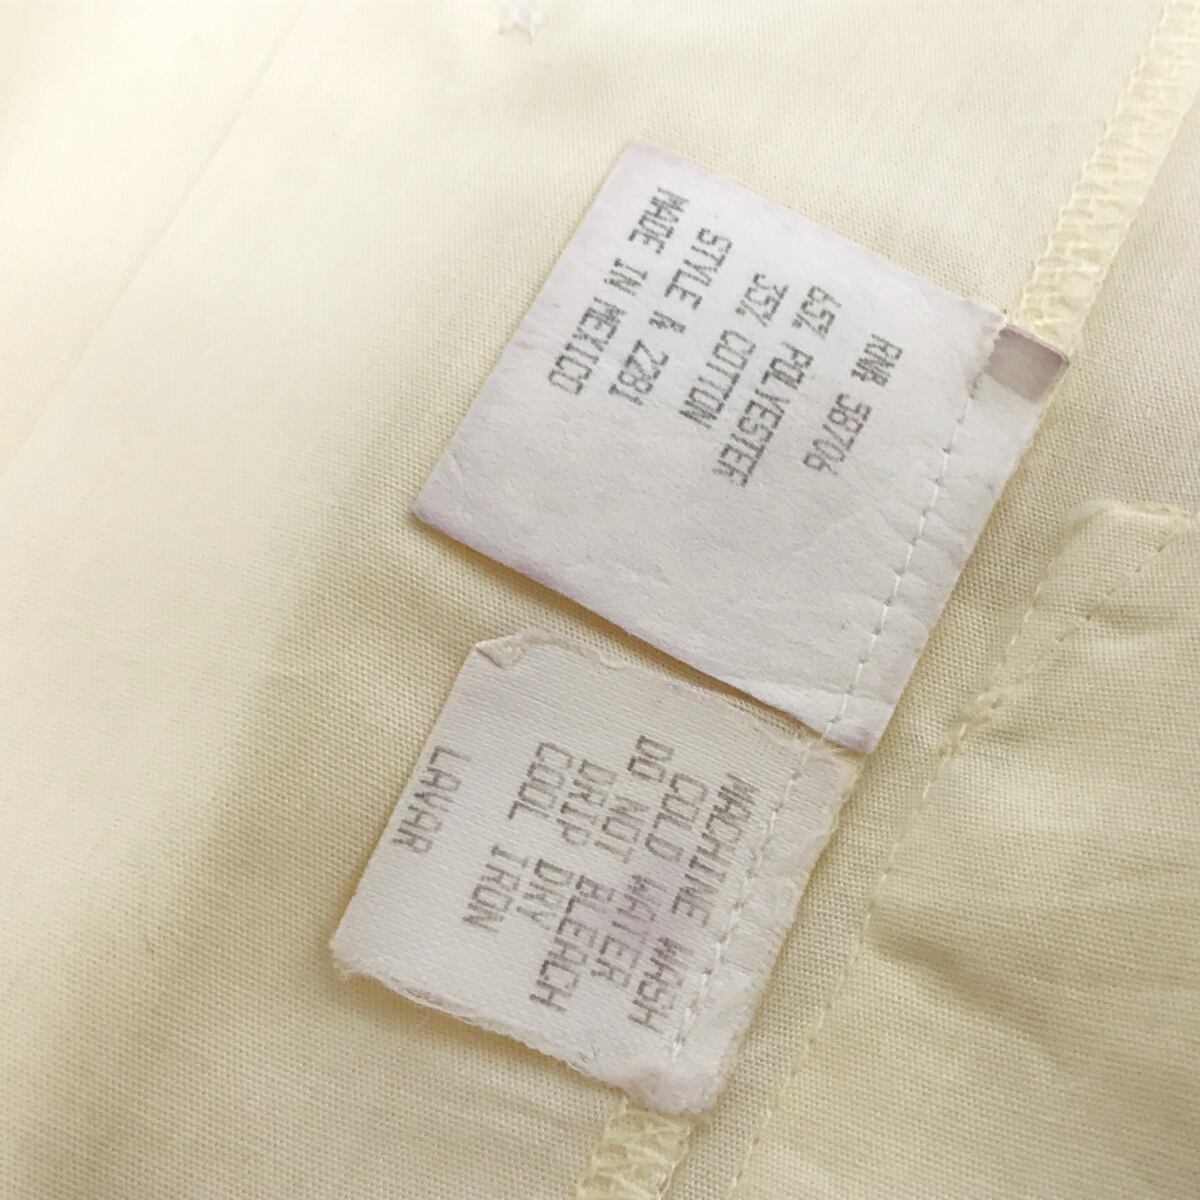 RN# 58706
65% POLYESTER
35% COTTON
STYLE # 2281
MADE IN MEXICO
MACHINE WASH
COLD WATER
DO NOT BLEACH
DRIP DRY
COOL IRON
LAVAR